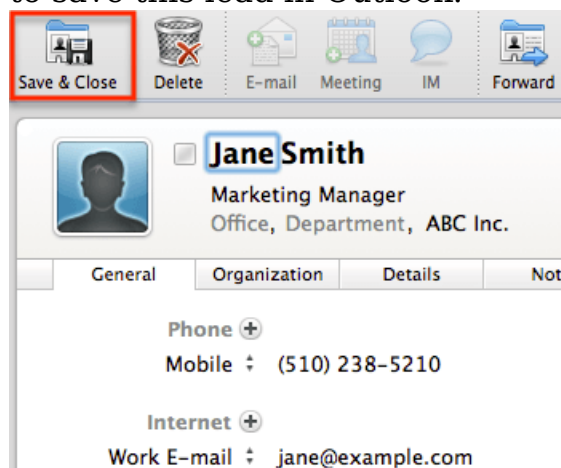 to save this lead in Outlook.
Save & Close Delete E-mail Meeting IM Forward
Jane Smith
Marketing Manager
Office, Department, ABC Inc.
General Organization Details Not
Phone
Mobile (510) 238-5210
Internet
Work E-mail jane@example.com